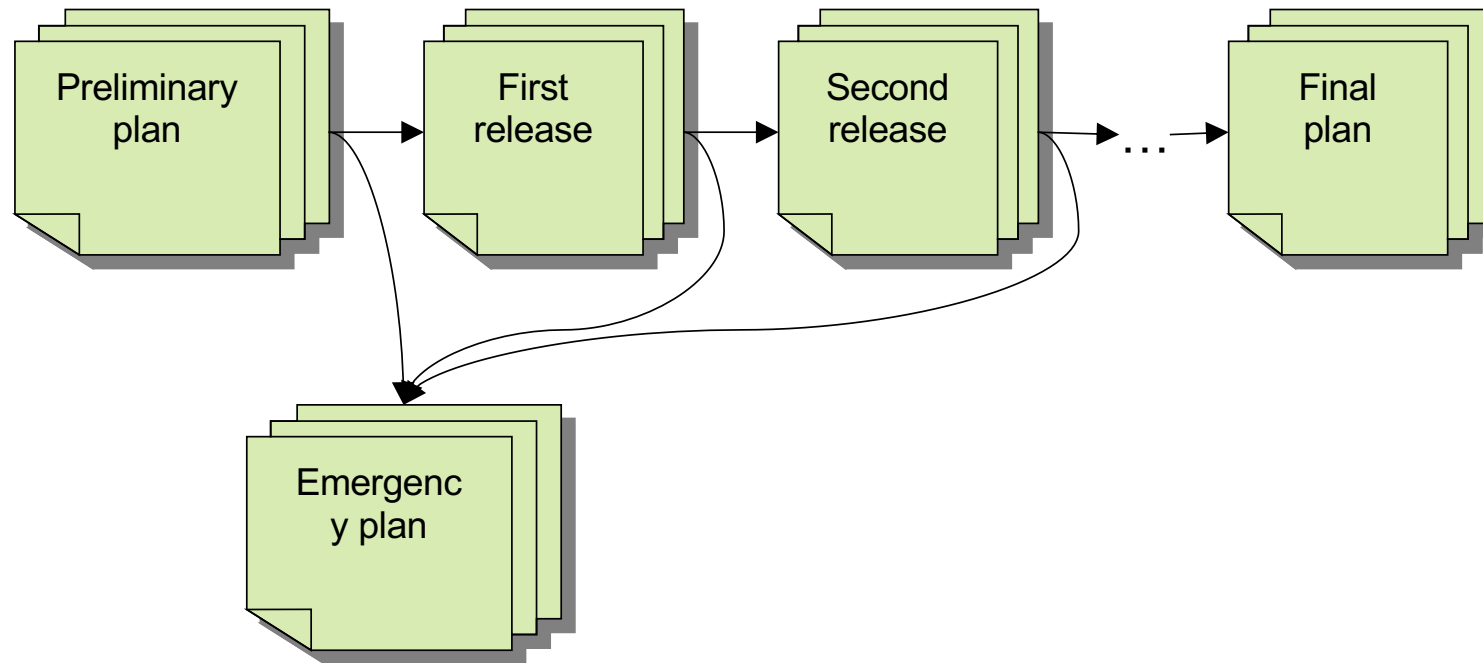 Preliminary
plan
First
release
Second
release
...
Final
plan
Emergenc
y plan